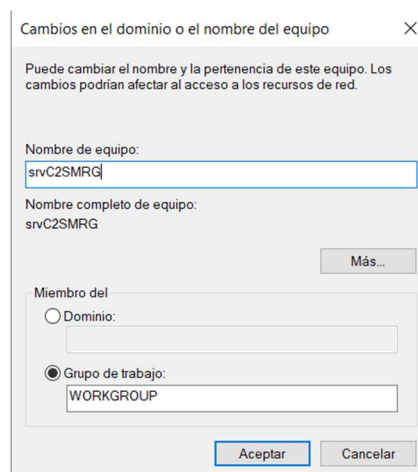 Cambios en el dominio o el nombre del equipo
Puede cambiar el nombre y la pertenencia de este equipo. Los
cambios podrían afectar al acceso a los recursos de red.
Nombre de equipo:
srvC2SMRG
Nombre completo de equipo:
srvC2SMRG
Más...
Miembro del
Dominio:
Grupo de trabajo:
WORKGROUP
Aceptar Cancelar